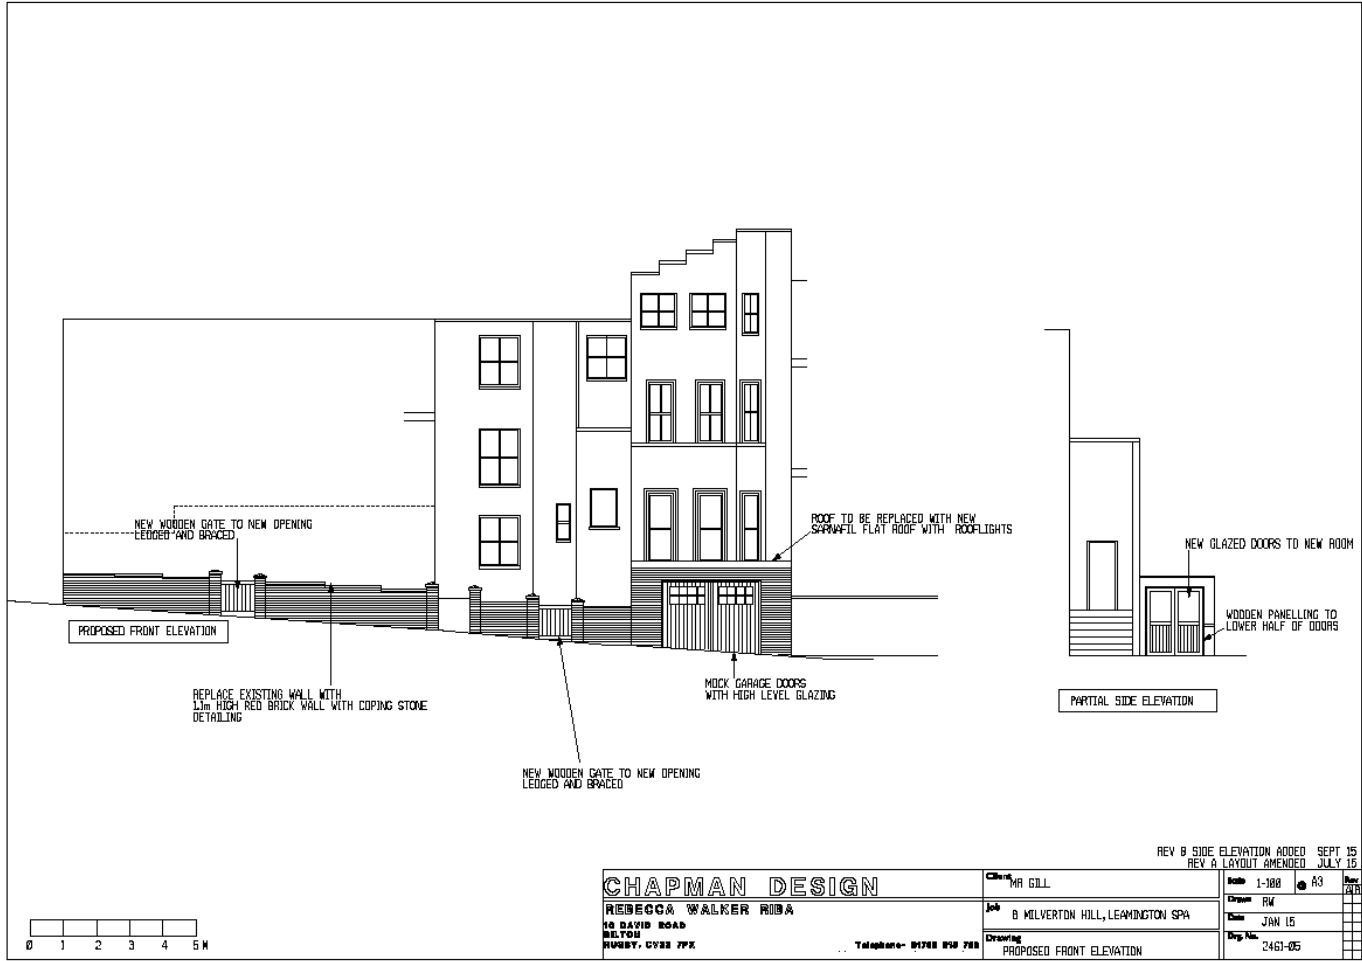 NEW WOODEN GATE TO NEW OPENING
LEDGED AND BRACED
PROPOSED FRONT ELEVATION
REPLACE EXISTING WALL WITH
1.1m HIGH RED BRICK WALL WITH COPING STONE
DETAILING
NEW WOODEN GATE TO NEW OPENING
LEDGED AND BRACED
MOCK GARAGE DOORS
WITH HIGH LEVEL GLAZING
ROOF TO BE REPLACED WITH NEW
SARNAFIL FLAT ROOF WITH ROOFLIGHTS
NEW GLAZED DOORS TO NEW ROOM
WOODEN PANELLING TO
LOWER HALF OF DOORS
PARTIAL SIDE ELEVATION
REV B SIDE ELEVATION ADDED SEPT 15
REV A LAYOUT AMENDED JULY 15
CHAPMAN DESIGN
REBECCA WALKER RIBA
10 DAVID ROAD
BILTON
RUGBY, CV22 7PX
Telephone- 01788
Client MR GILL
Job 8 MILVERTON HILL, LEAMINGTON SPA
Drawing PROPOSED FRONT ELEVATION
Scale 1-100 @ A3
Rev
A B
Drawn RW
Date JAN 15
Drg. No. 2461-05
0 1 2 3 4 5 M